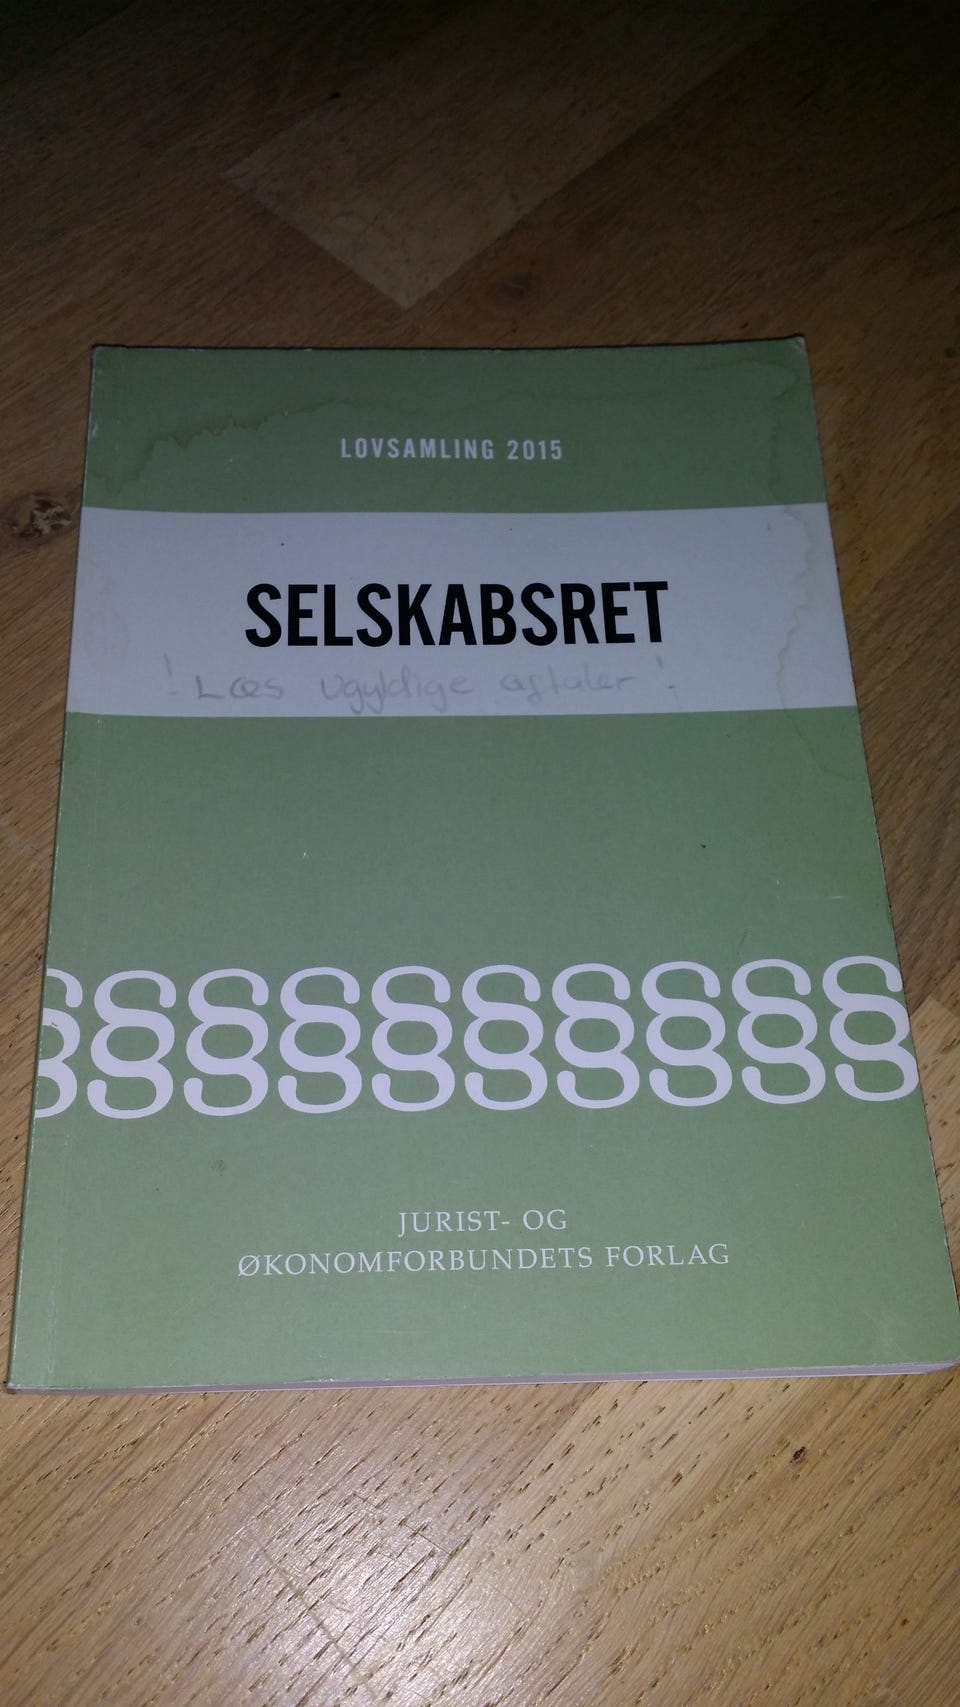 LOVSAMLING 2015
SELSKABSRET
! Læs ugyldige aftaler !
§§§§§§§§§§
JURIST- OG
ØKONOMFORBUNDETS FORLAG